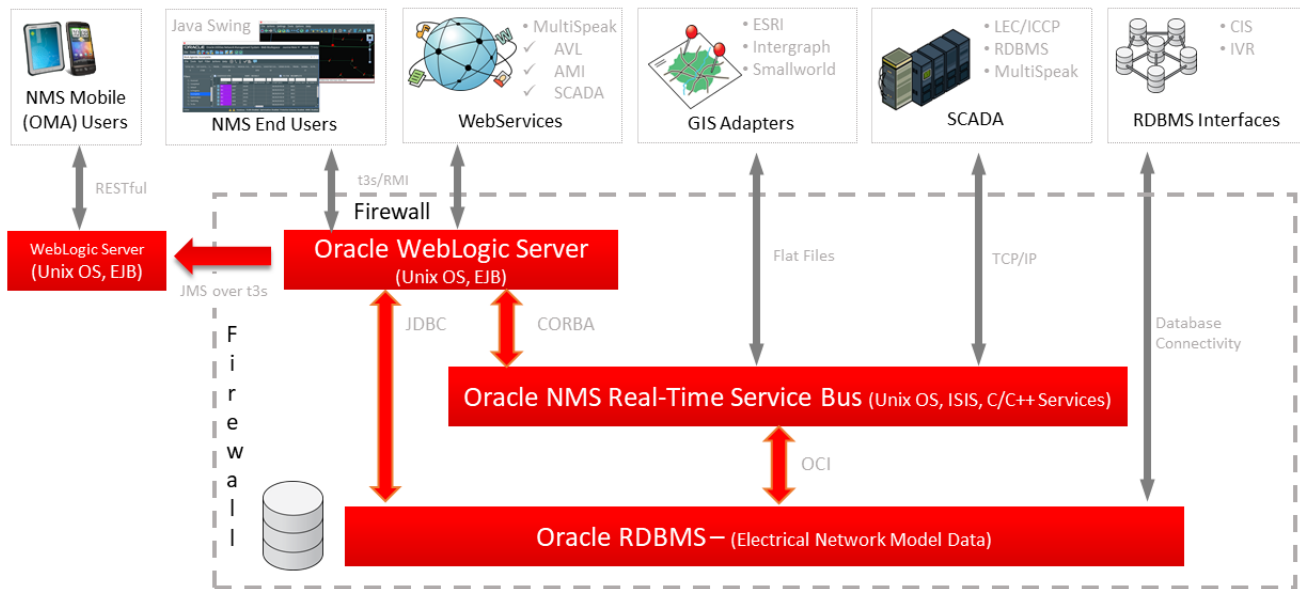 NMS Mobile
(OMA) Users
Java Swing
ORACLE
NMS End Users
• MultiSpeak
✓ AVL
✓ AMI
✓ SCADA
WebServices
• ESRI
• Intergraph
• Smallworld
GIS Adapters
• LEC/ICCP
• RDBMS
• MultiSpeak
SCADA
• CIS
• IVR
RDBMS Interfaces
RESTful
t3s/RMI
Firewall
WebLogic Server
(Unix OS, EJB)
Oracle WebLogic Server
(Unix OS, EJB)
JMS over t3s
Flat Files
TCP/IP
Database
Connectivity
JDBC
CORBA
Firewall
Oracle NMS Real-Time Service Bus (Unix OS, ISIS, C/C++ Services)
OCI
Oracle RDBMS – (Electrical Network Model Data)